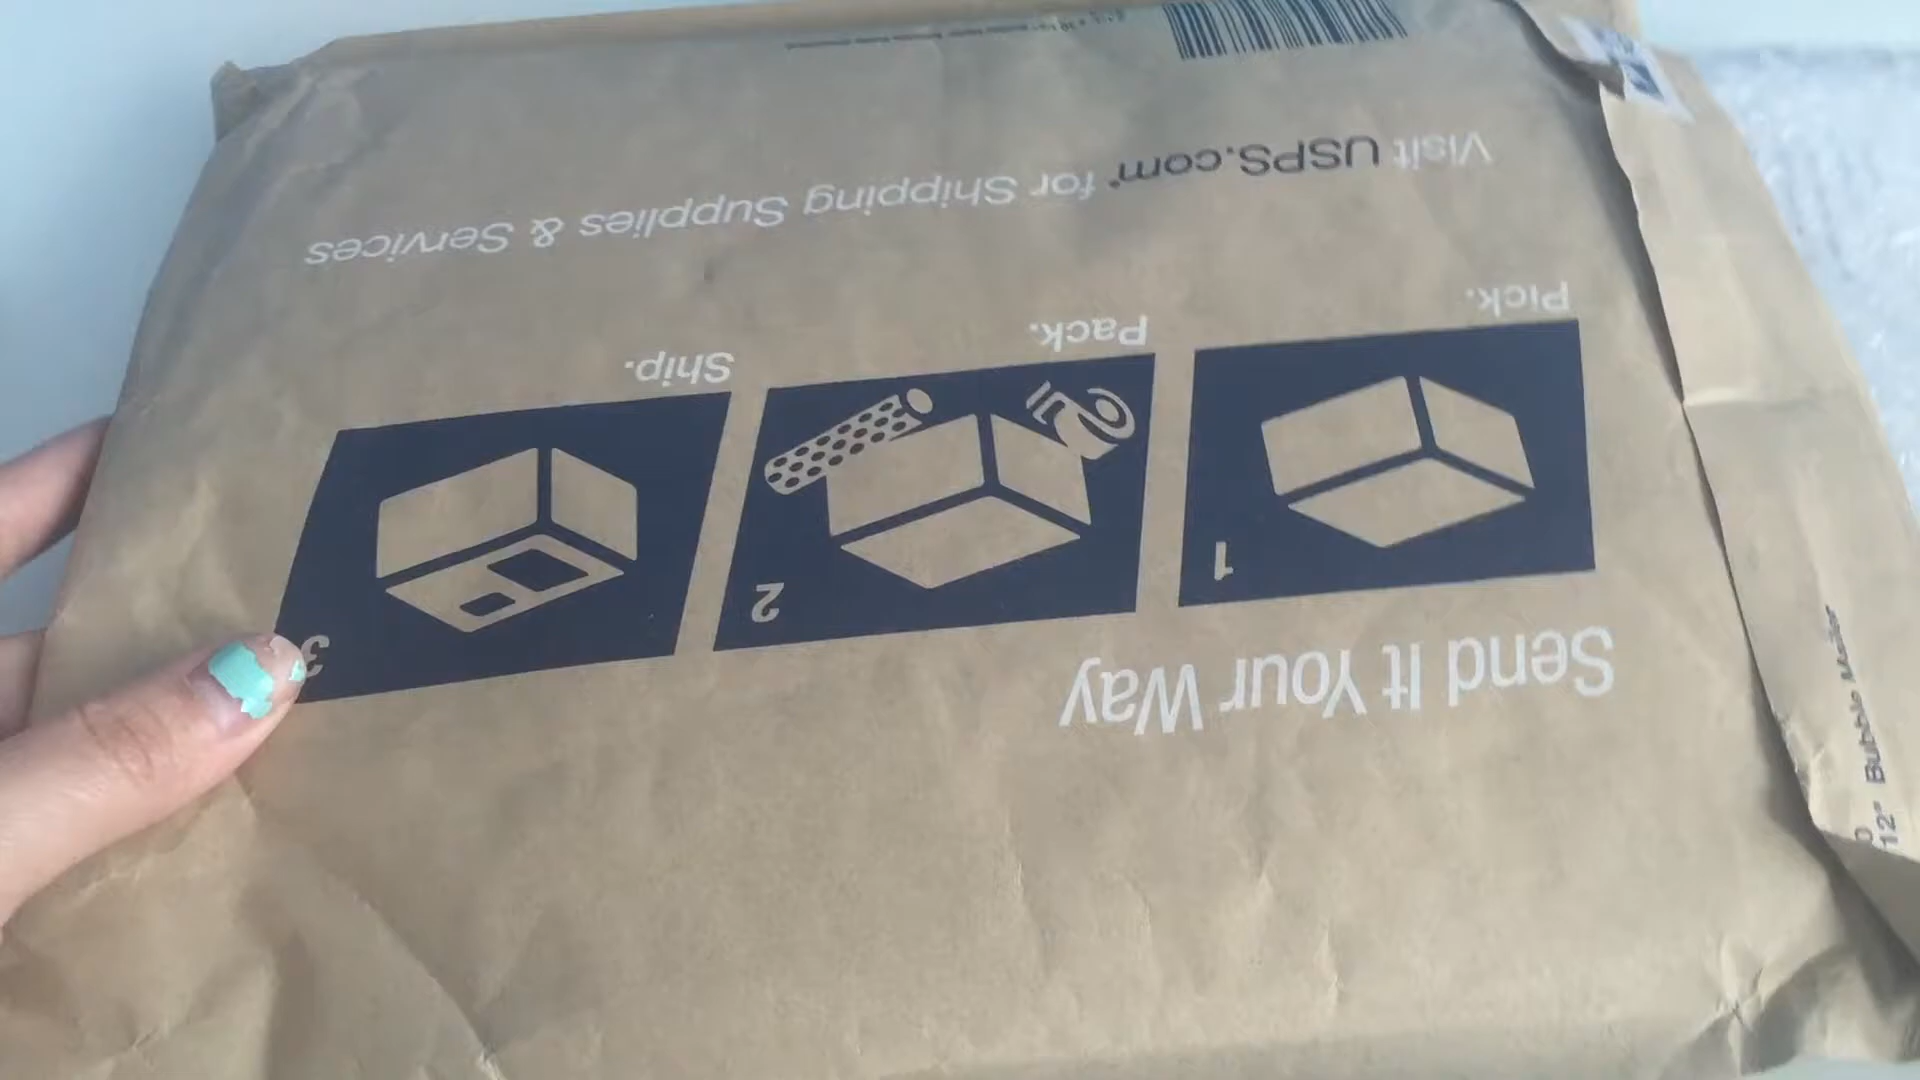 Send It Your Way
1
2
3
Pick.
Pack.
Ship.
Visit USPS.com® for Shipping Supplies & Services
12" Bubble Mailer